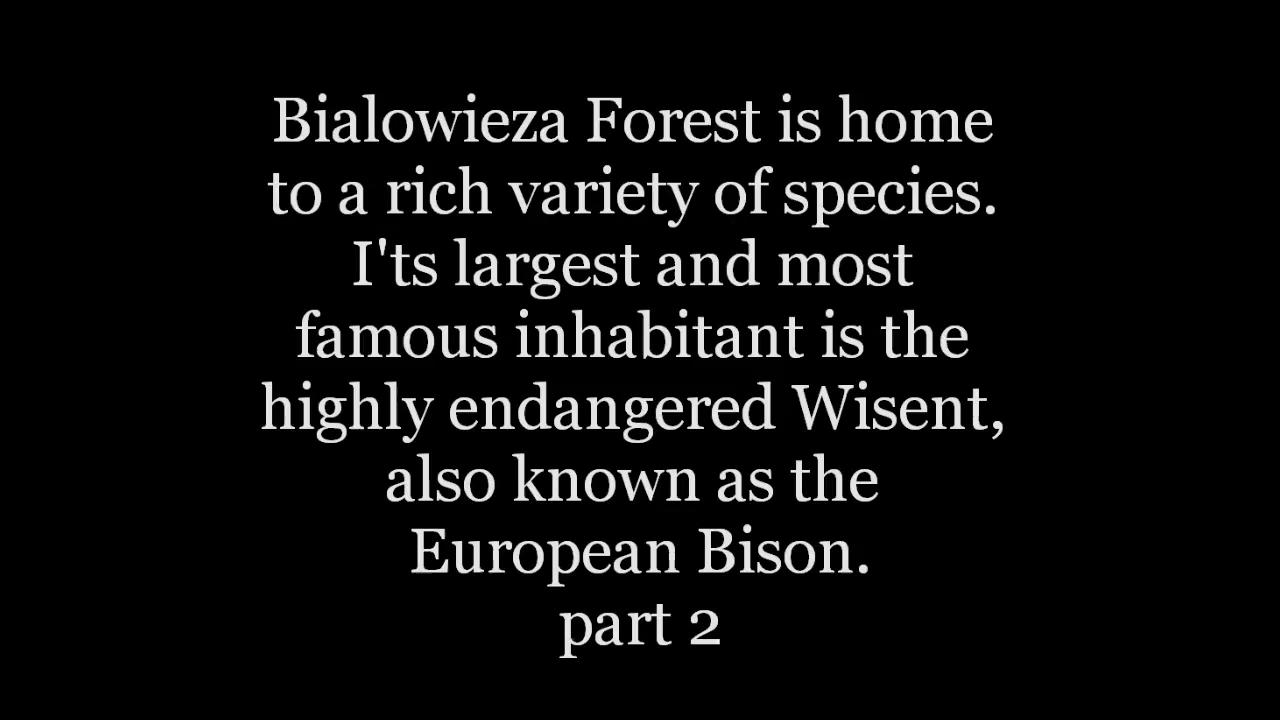 Bialowieza Forest is home
to a rich variety of species.
I'ts largest and most
famous inhabitant is the
highly endangered Wisent,
also known as the
European Bison.
part 2